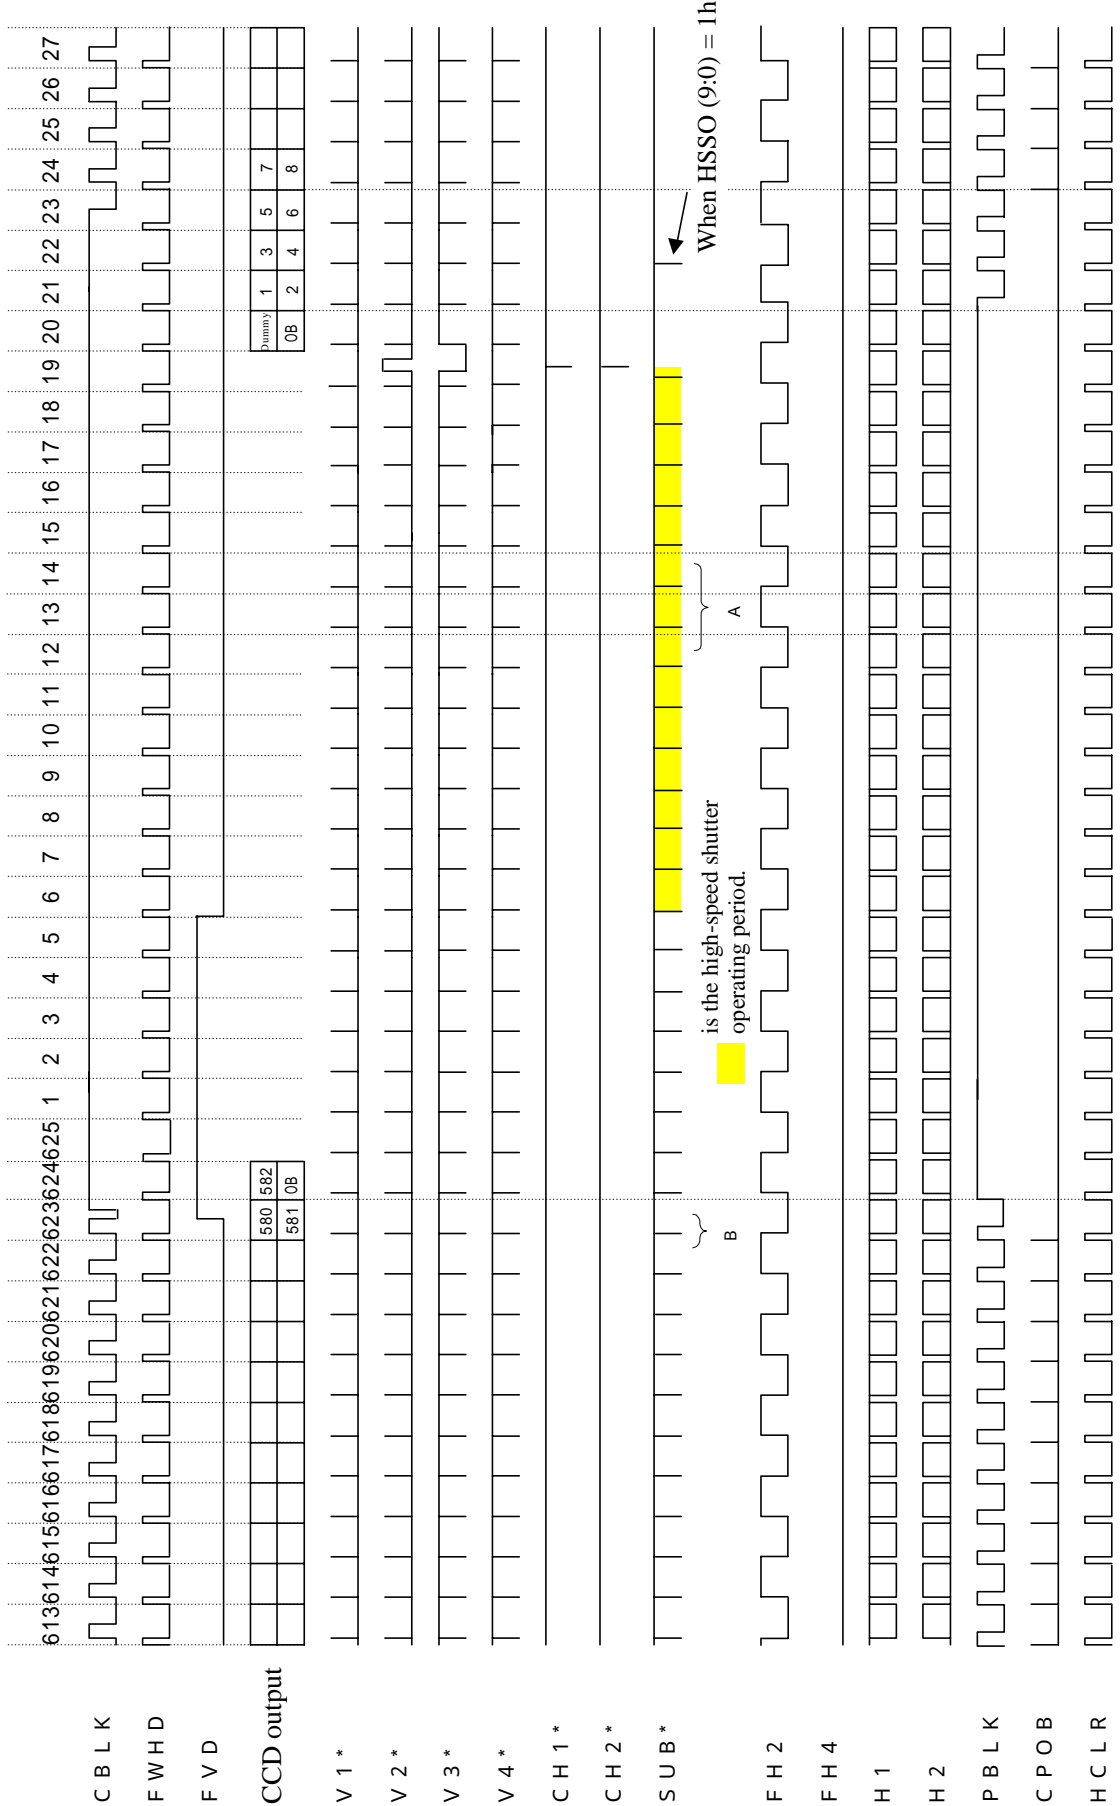 613 614 615 616 617 618 619 620 621 622 623 624 625 1 2 3 4 5 6 7 8 9 10 11 12 13 14 15 16 17 18 19 20 21 22 23 24 25 26 27
CBLK
FWHD
FVD
CCD output
580 582 Dummy 1 3 5 7
581 0B 0B 2 4 6 8
V1*
V2*
V3*
V4*
CH1*
CH2*
SUB*
When HSSO (9:0) = 1h
B
A
is the high-speed shutter
operating period.
FH2
FH4
H1
H2
PBLK
CPOB
HCLR